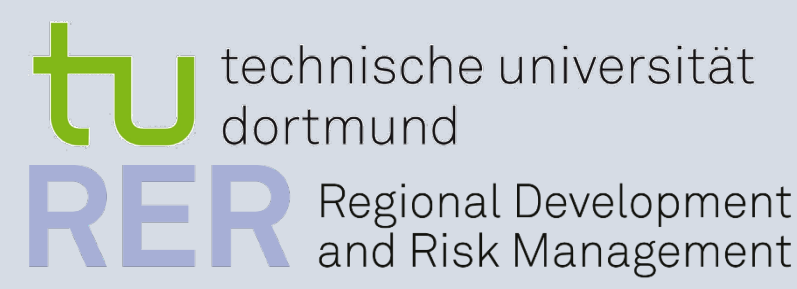 tu technische universität
dortmund
RER Regional Development
and Risk Management